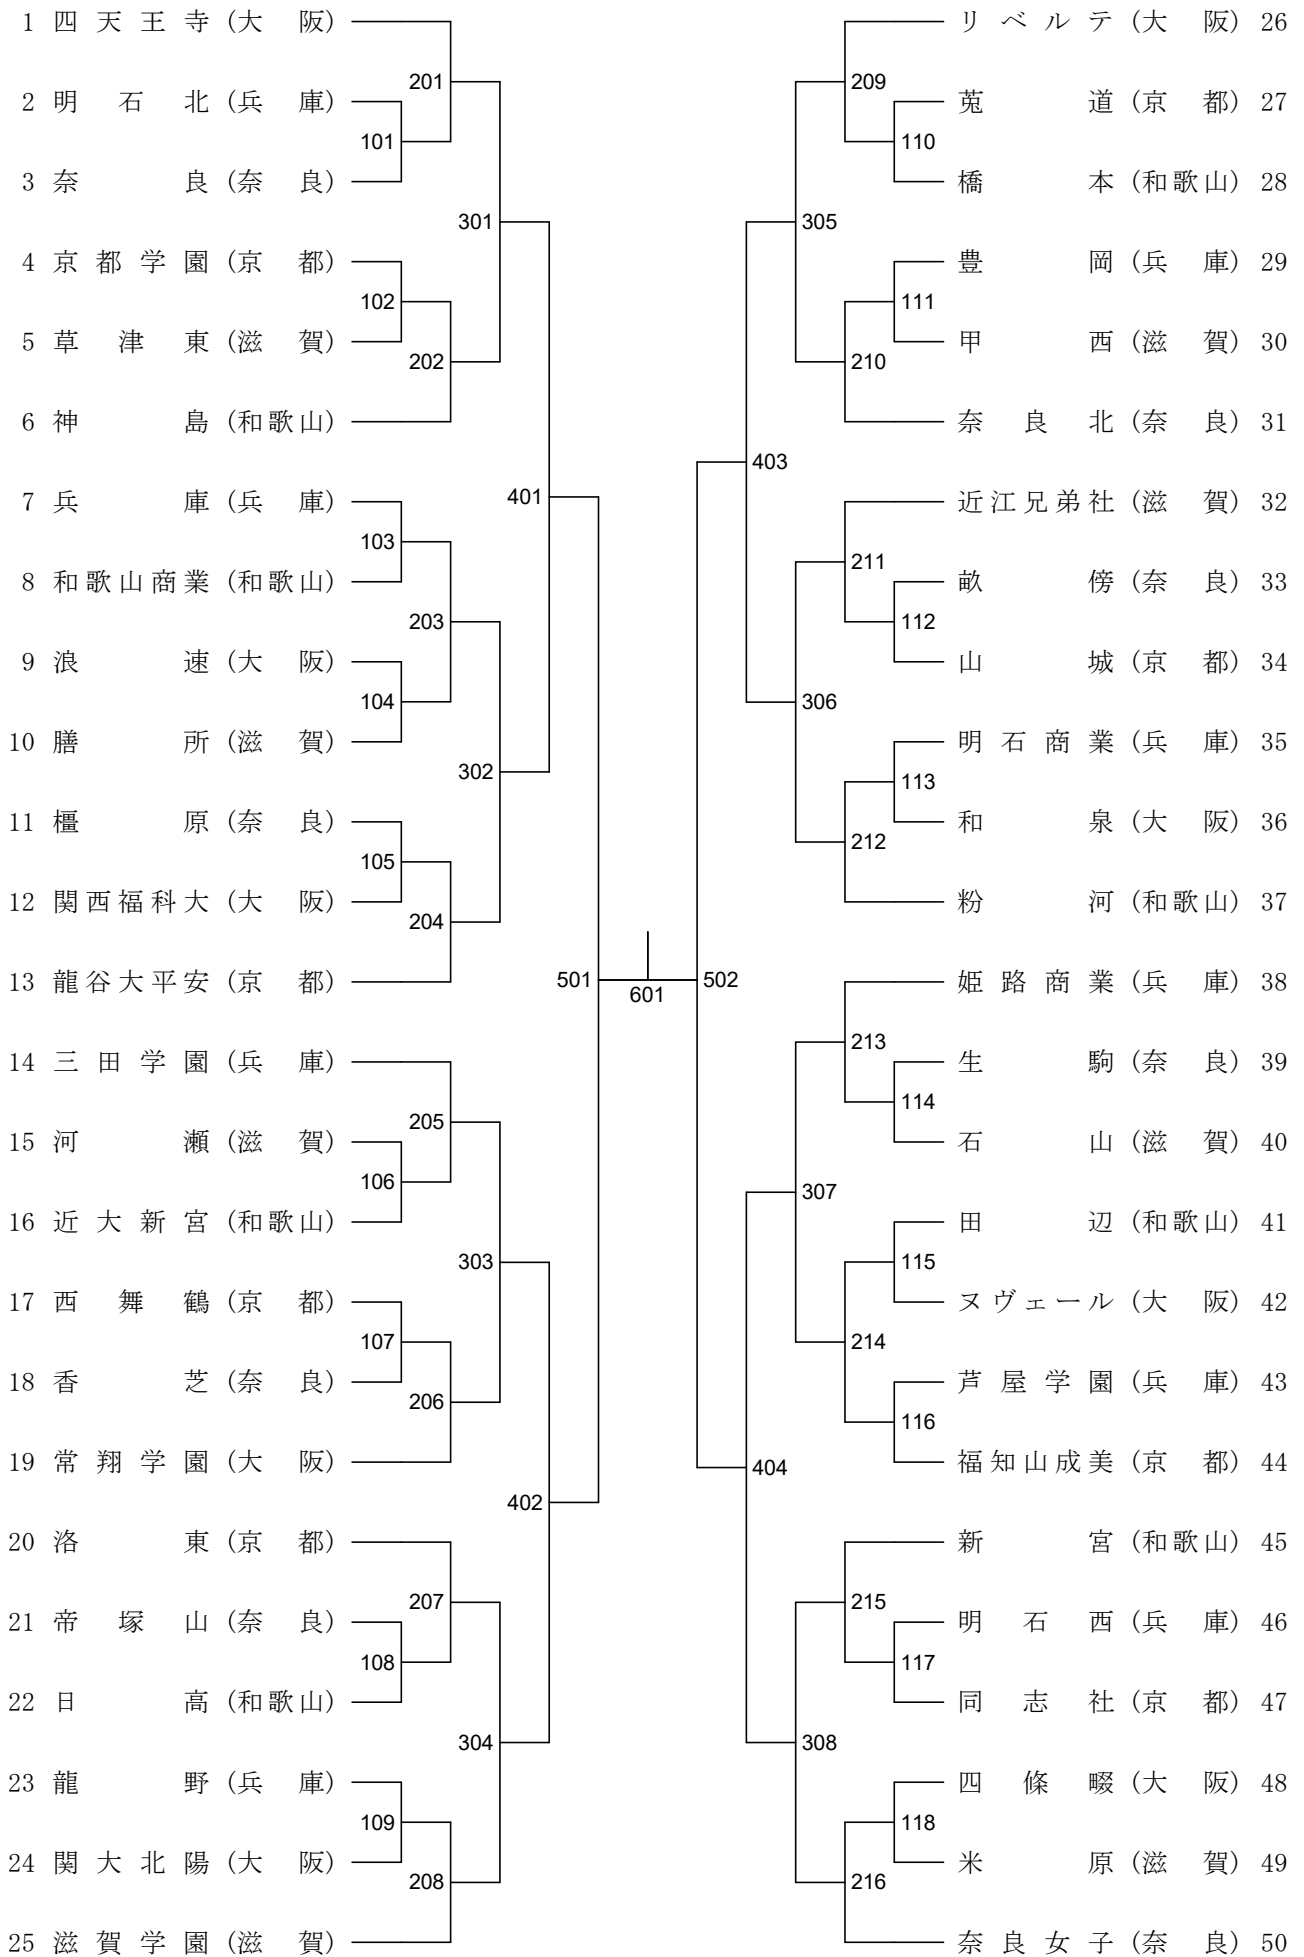 1 四天王寺 (大阪)
2 明石北 (兵庫)
3 奈良 (奈良)
4 京都学園 (京都)
5 草津東 (滋賀)
6 神島 (和歌山)
7 兵庫 (兵庫)
8 和歌山商業 (和歌山)
9 浪速 (大阪)
10 膳所 (滋賀)
11 橿原 (奈良)
12 関西福科大 (大阪)
13 龍谷大平安 (京都)
14 三田学園 (兵庫)
15 河瀬 (滋賀)
16 近大新宮 (和歌山)
17 西舞鶴 (京都)
18 香芝 (奈良)
19 常翔学園 (大阪)
20 洛東 (京都)
21 帝塚山 (奈良)
22 日高 (和歌山)
23 龍野 (兵庫)
24 関大北陽 (大阪)
25 滋賀学園 (滋賀)
101
102
103
104
105
106
107
108
109
201
202
203
204
205
206
207
208
301
302
303
304
401
402
501
601
502
403
404
305
306
307
308
209
210
211
212
213
214
215
216
110
111
112
113
114
115
116
117
118
リベルテ (大阪) 26
莵道 (京都) 27
橋本 (和歌山) 28
豊岡 (兵庫) 29
甲西 (滋賀) 30
奈良北 (奈良) 31
近江兄弟社 (滋賀) 32
畝傍 (奈良) 33
山城 (京都) 34
明石商業 (兵庫) 35
和泉 (大阪) 36
粉河 (和歌山) 37
姫路商業 (兵庫) 38
生駒 (奈良) 39
石山 (滋賀) 40
田辺 (和歌山) 41
ヌヴェール (大阪) 42
芦屋学園 (兵庫) 43
福知山成美 (京都) 44
新宮 (和歌山) 45
明石西 (兵庫) 46
同志社 (京都) 47
四條畷 (大阪) 48
米原 (滋賀) 49
奈良女子 (奈良) 50